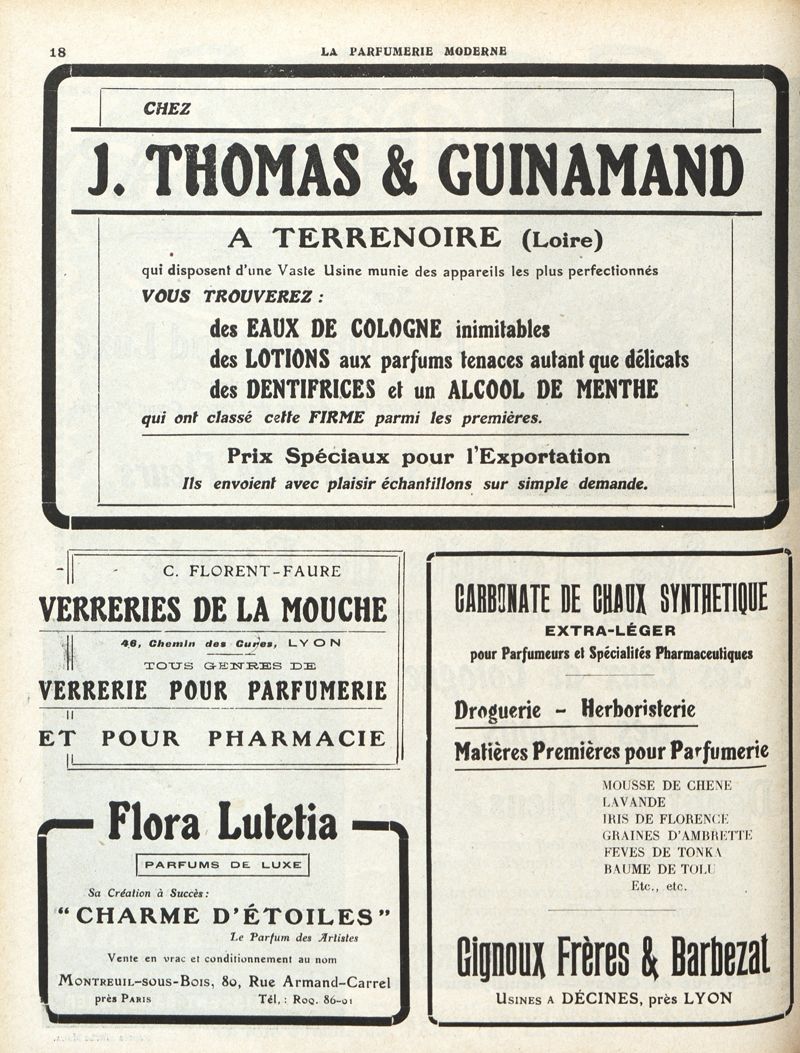 18
LA PARFUMERIE MODERNE
CHEZ
J. THOMAS & GUINAMAND
A TERRENOIRE (Loire)
qui disposent d'une Vaste Usine munie des appareils les plus perfectionnés
VOUS TROUVEREZ :
des EAUX DE COLOGNE inimitables
des LOTIONS aux parfums tenaces autant que délicats
des DENTIFRICES et un ALCOOL DE MENTHE
qui ont classé cette FIRME parmi les premières.
Prix Spéciaux pour l'Exportation
Ils envoient avec plaisir échantillons sur simple demande.
C. FLORENT-FAURE
VERRERIES DE LA MOUCHE
46, Chemin des Cures, LYON
TOUS GENRES DE
VERRERIE POUR PARFUMERIE
ET POUR PHARMACIE
Flora Lutetia
PARFUMS DE LUXE
Sa Création à Succès :
"CHARME D'ÉTOILES"
Le Parfum des Artistes
Vente en vrac et conditionnement au nom
MONTREUIL-SOUS-BOIS, 80, Rue Armand-Carrel
près PARIS Tél, : ROQ. 86-01
CARBONATE DE CHAUX SYNTHETIQUE
EXTRA-LÉGER
pour Parfumeurs et Spécialités Pharmaceutiques
Droguerie - Herboristerie
Matières Premières pour Parfumerie
MOUSSE DE CHENE
LAVANDE
IRIS DE FLORENCE
GRAINES D'AMBRETTE
FEVES DE TONKA
BAUME DE TOLU
Etc., etc.
Gignoux Frères & Barbezat
USINES A DÉCINES, près LYON